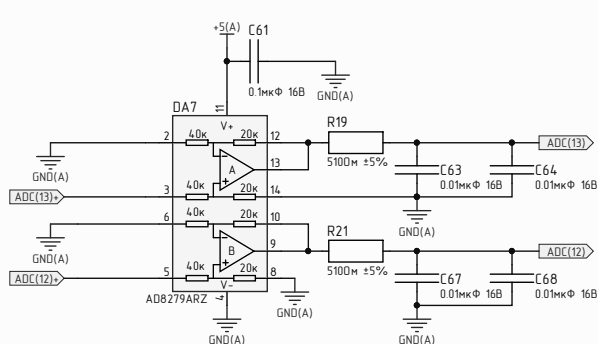 +5(A)
C61
0.1мкФ 16В
GND(A)
DA7
11
V+
2
40к
20к
12
R19
ADC(13)
13
510Ом ±5%
A
GND(A)
C63
0.01мкФ 16В
C64
0.01мкФ 16В
ADC(13)+
3
40к
20к
14
GND(A)
6
40к
20к
10
R21
ADC(12)
9
510Ом ±5%
B
GND(A)
C67
0.01мкФ 16В
C68
0.01мкФ 16В
ADC(12)+
5
40к
20к
8
V-
AD8279ARZ
4
GND(A)
GND(A)
GND(A)